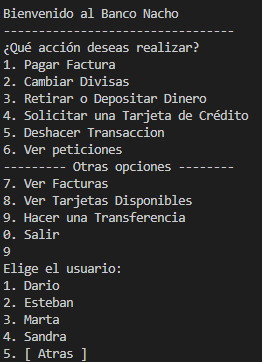 Bienvenido al Banco Nacho
---------------------------------
¿Qué acción deseas realizar?
1. Pagar Factura
2. Cambiar Divisas
3. Retirar o Depositar Dinero
4. Solicitar una Tarjeta de Crédito
5. Deshacer Transaccion
6. Ver peticiones
--------- Otras opciones --------
7. Ver Facturas
8. Ver Tarjetas Disponibles
9. Hacer una Transferencia
0. Salir
9
Elige el usuario:
1. Dario
2. Esteban
3. Marta
4. Sandra
5. [ Atras ]